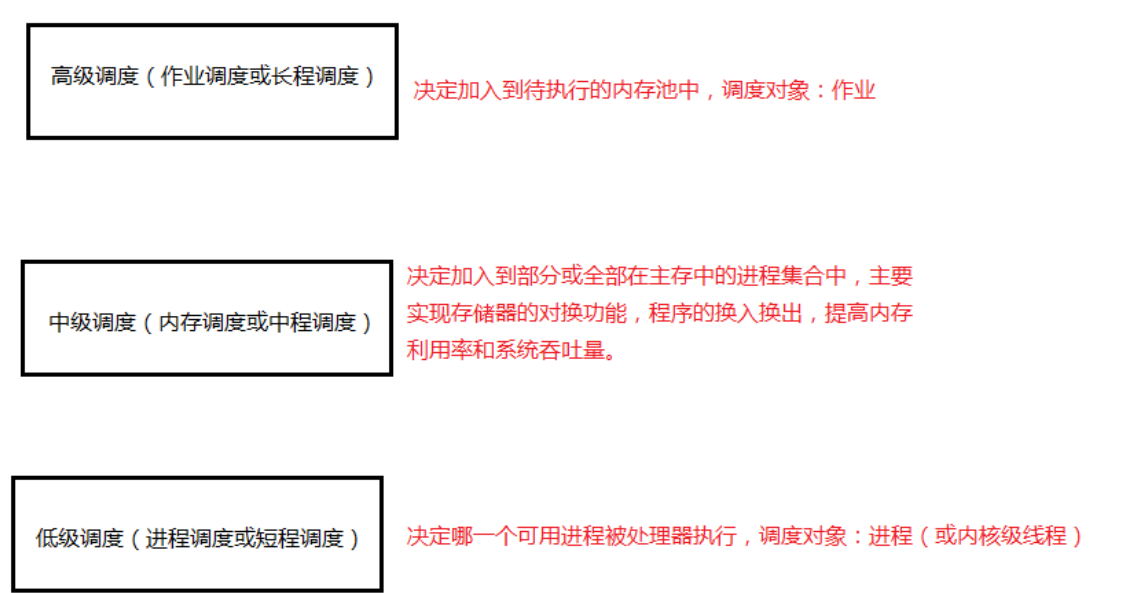 高级调度（作业调度或长程调度）
决定加入到待执行的内存池中，调度对象：作业
中级调度（内存调度或中程调度）
决定加入到部分或全部在主存中的进程集合中，主要
实现存储器的对换功能，程序的换入换出，提高内存
利用率和系统吞吐量。
低级调度（进程调度或短程调度）
决定哪一个可用进程被处理器执行，调度对象：进程（或内核级线程）